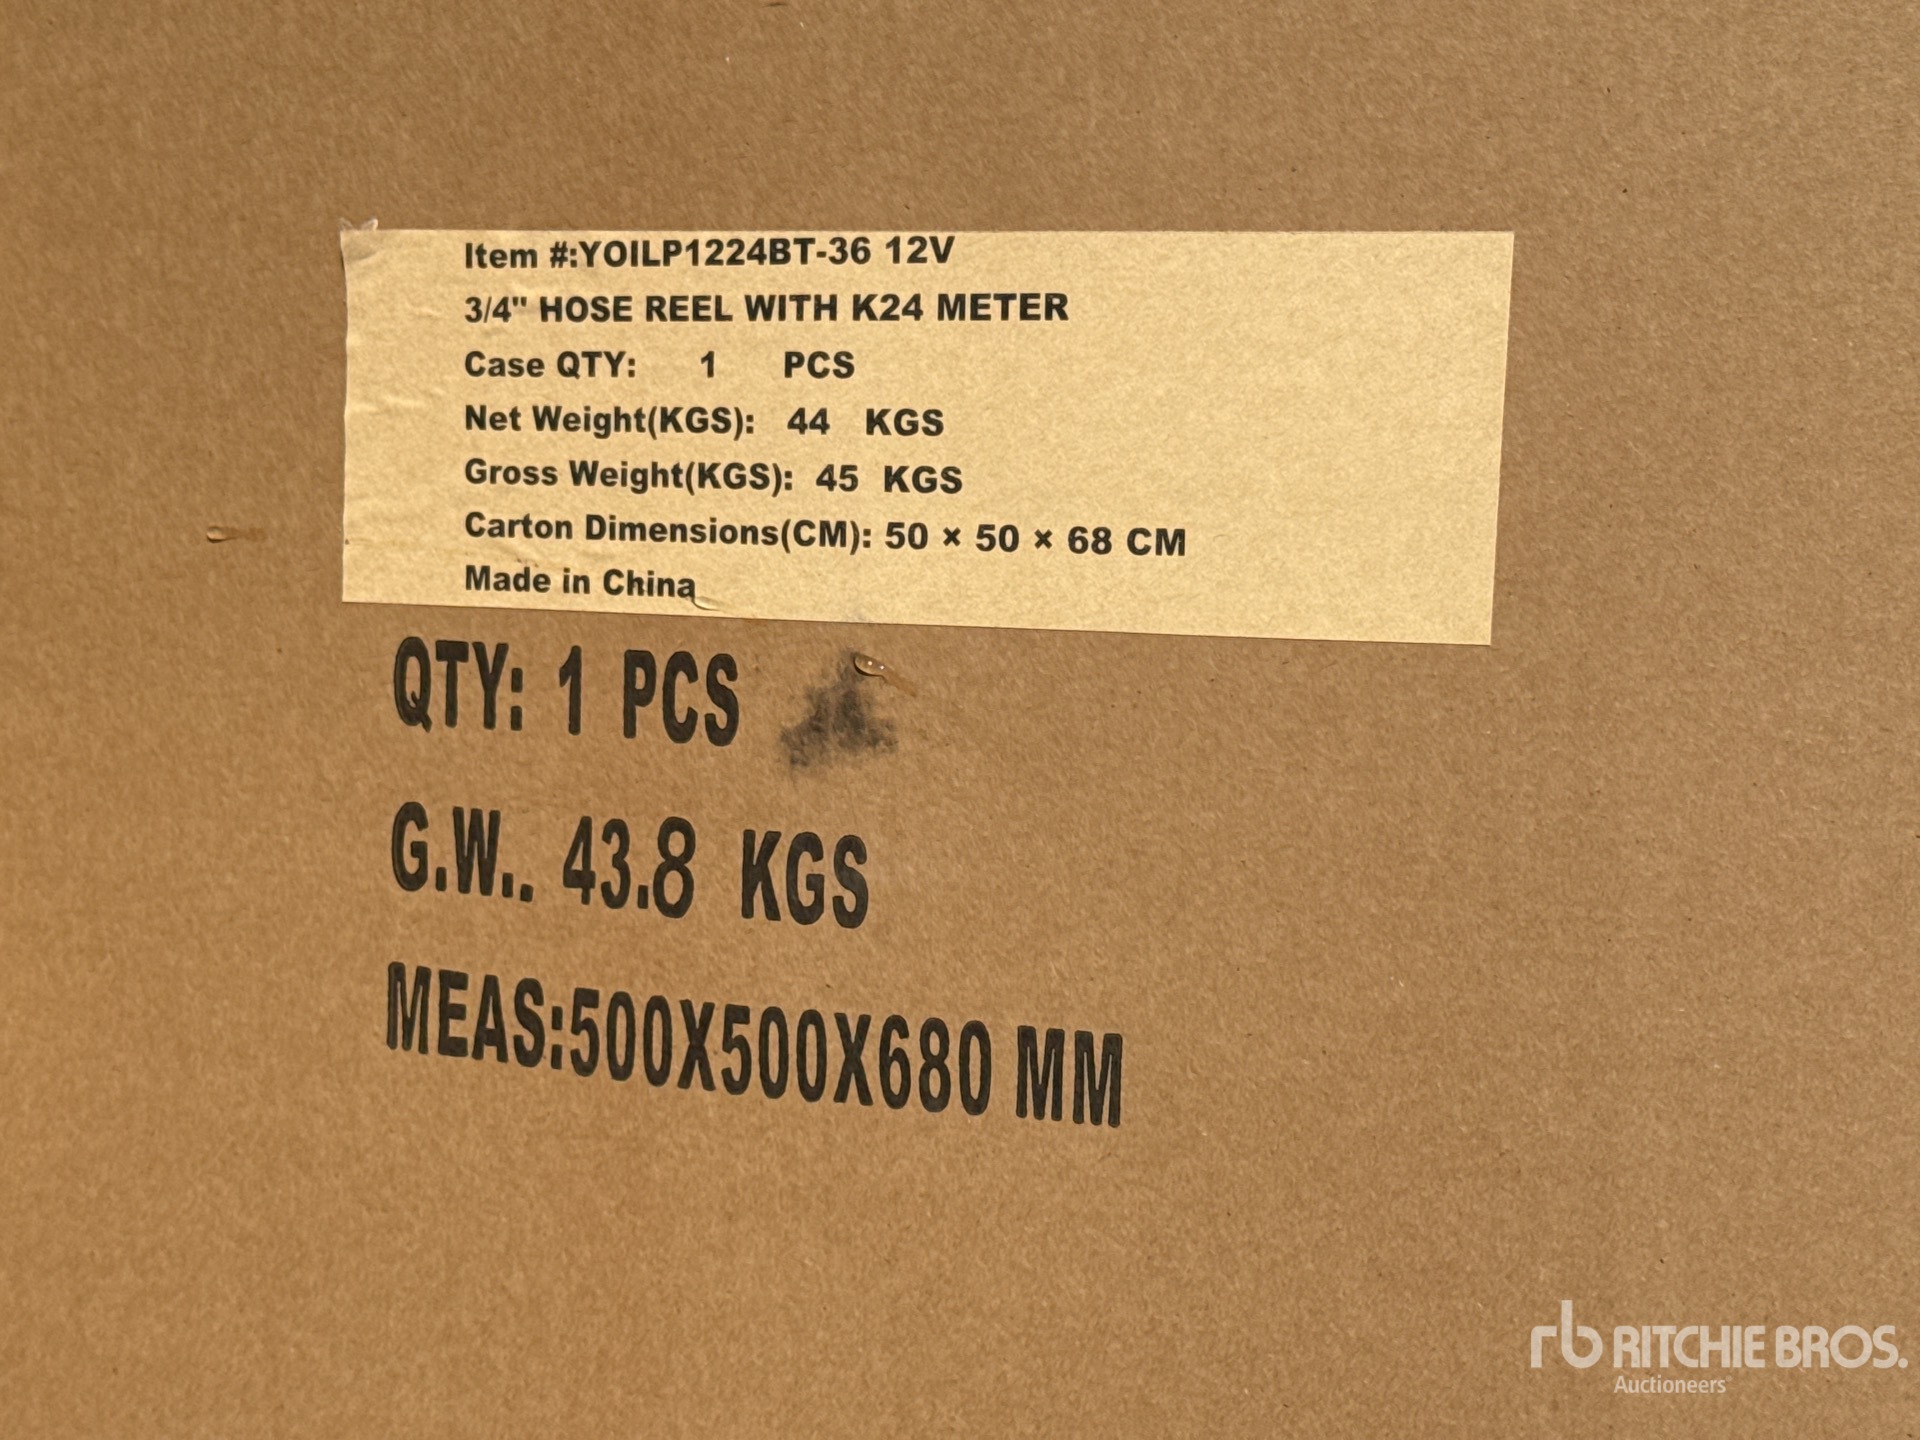 Item #:YOILP1224BT-36 12V
3/4" HOSE REEL WITH K24 METER
Case QTY: 1 PCS
Net Weight(KGS): 44 KGS
Gross Weight(KGS): 45 KGS
Carton Dimensions(CM): 50 × 50 × 68 CM
Made in China
QTY: 1 PCS
G.W.. 43.8 KGS
MEAS:500X500X680 MM
rb RITCHIE BROS.
Auctioneers